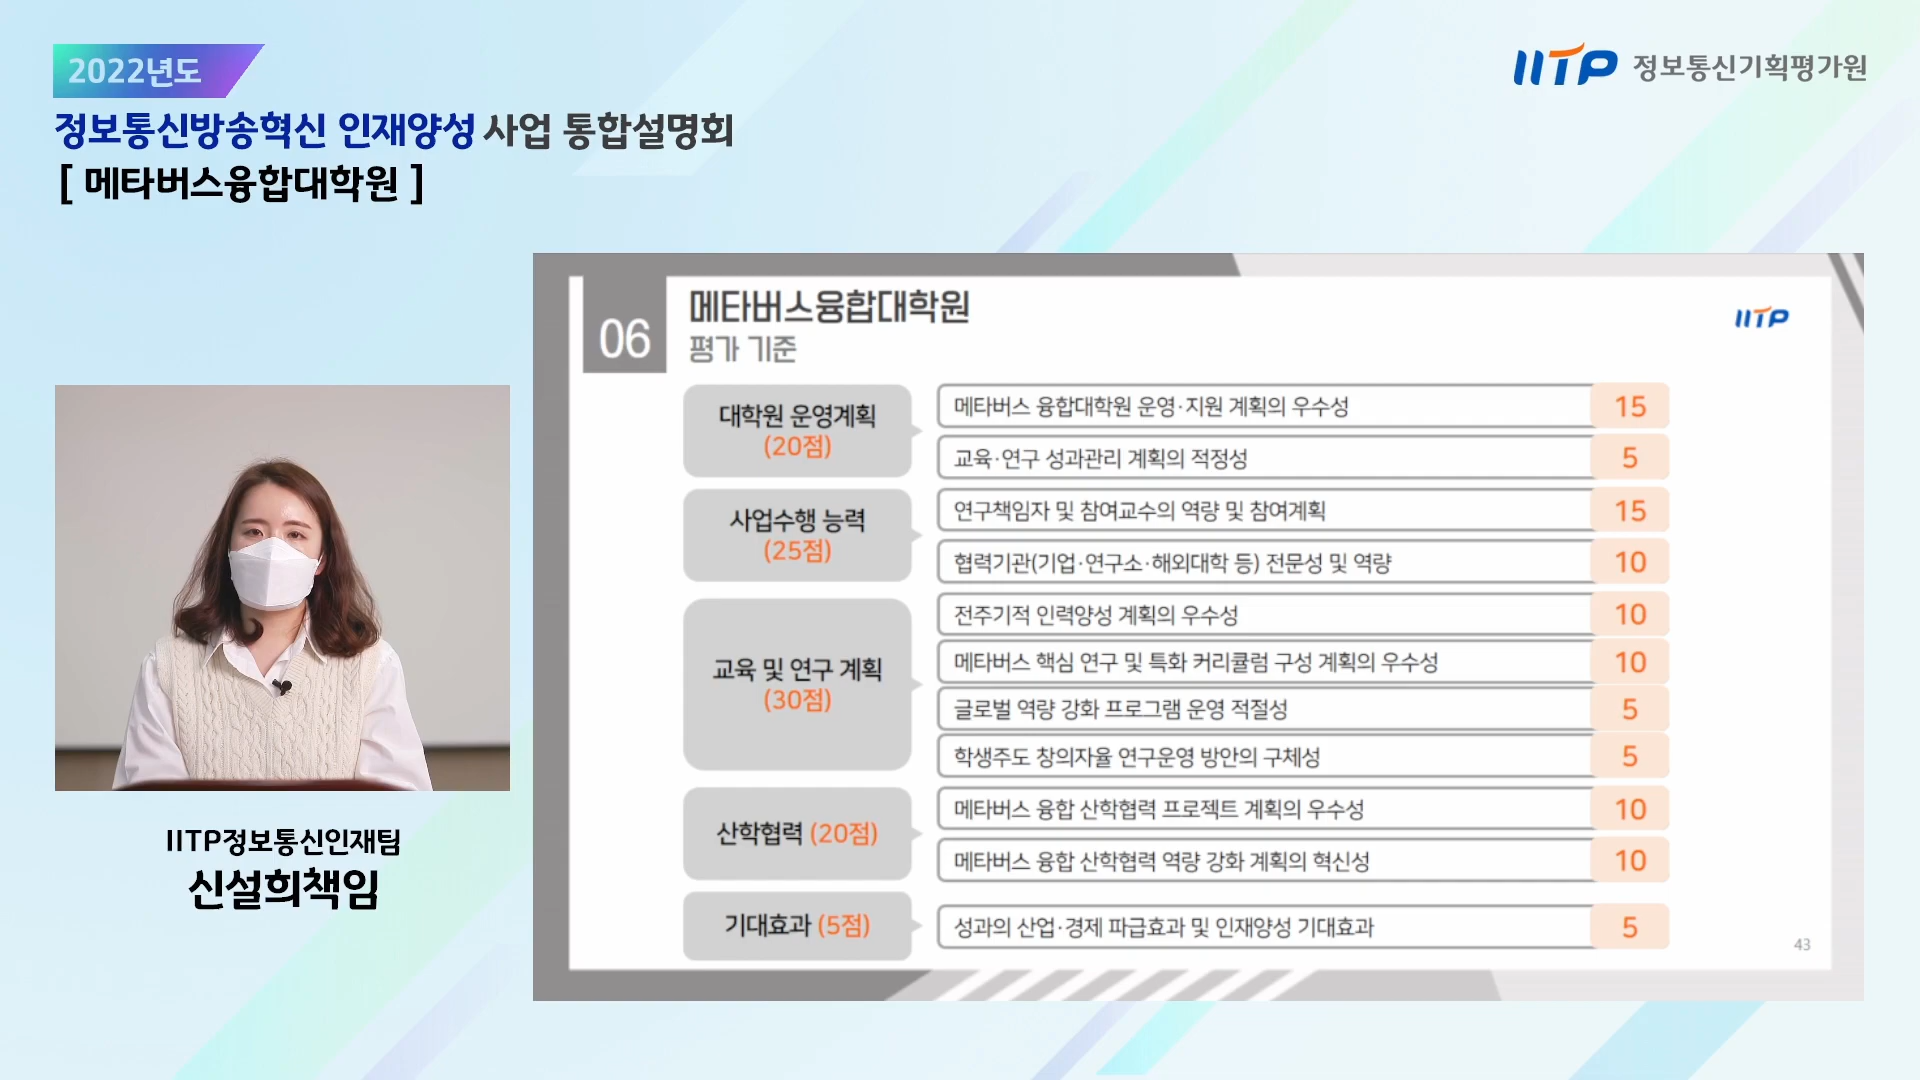 2022년도
정보통신방송혁신 인재양성 사업 통합설명회
[ 메타버스융합대학원 ]
IITP 정보통신기획평가원
06
메타버스융합대학원
평가 기준
IITP
대학원 운영계획
(20점)
메타버스 융합대학원 운영·지원 계획의 우수성 15
교육·연구 성과관리 계획의 적정성 5
사업수행 능력
(25점)
연구책임자 및 참여교수의 역량 및 참여계획 15
협력기관(기업·연구소·해외대학 등) 전문성 및 역량 10
교육 및 연구 계획
(30점)
전주기적 인력양성 계획의 우수성 10
메타버스 핵심 연구 및 특화 커리큘럼 구성 계획의 우수성 10
글로벌 역량 강화 프로그램 운영 적절성 5
학생주도 창의자율 연구운영 방안의 구체성 5
산학협력 (20점)
메타버스 융합 산학협력 프로젝트 계획의 우수성 10
메타버스 융합 산학협력 역량 강화 계획의 혁신성 10
기대효과 (5점)
성과의 산업·경제 파급효과 및 인재양성 기대효과 5
43
IITP정보통신인재팀
신설희책임